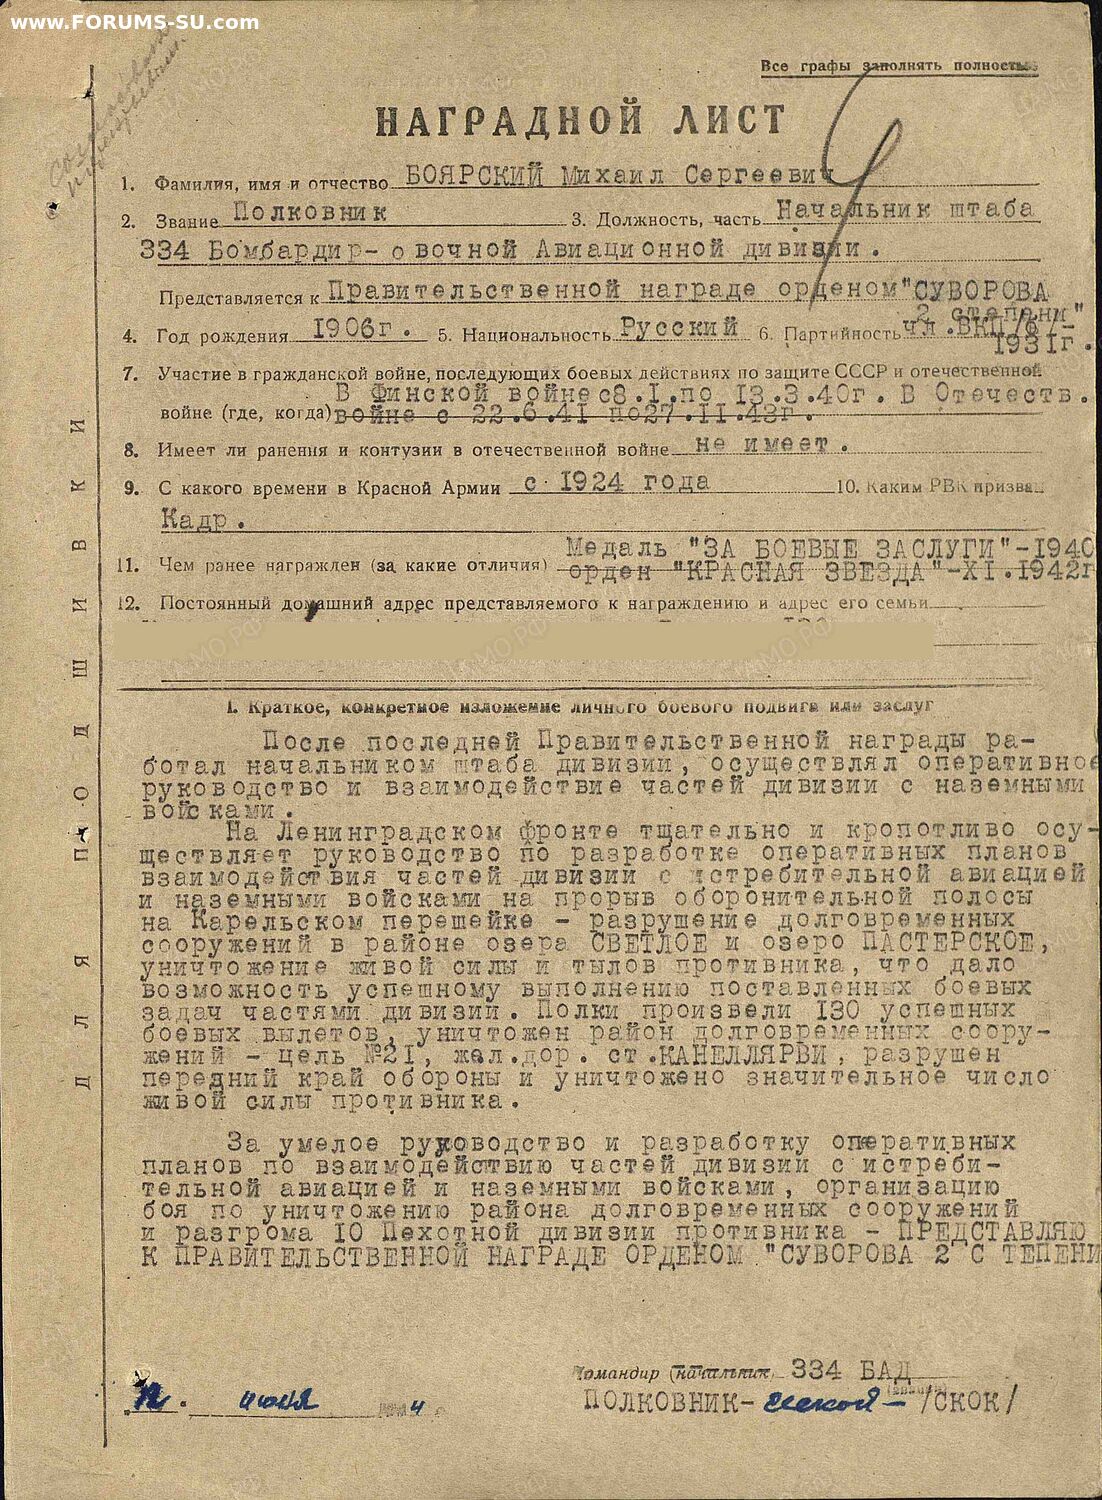 www.FORUMS-SU.com
Все графы заполнять полностью
НАГРАДНОЙ ЛИСТ
1. Фамилия, имя и отчество БОЯРСКИЙ Михаил Сергеевич
2. Звание Полковник 3. Должность, часть Начальник штаба
334 Бомбардир-овочной Авиационной дивизии.
Представляется к Правительственной награде орденом "СУВОРОВА
2 степени"
4. Год рождения 1906г. 5. Национальность Русский 6. Партийность чл.ВКП/б/-
1931г.
7. Участие в гражданской войне, последующих боевых действиях по защите СССР и отечественной
В Финской войне с8.I.по I3.3.40г. В Отечеств.
войне (где, когда) войне с 22.6.41 по27.II.43г.
8. Имеет ли ранения и контузии в отечественной войне не имеет.
9. С какого времени в Красной Армии с 1924 года 10. Каким РВК призван
Кадр.
Медаль "ЗА БОЕВЫЕ ЗАСЛУГИ"-1940
11. Чем ранее награжден (за какие отличия) орден "КРАСНАЯ ЗВЕЗДА"-XI.1942г
12. Постоянный домашний адрес представляемого к награждению и адрес его семьи
I. Краткое, конкретное изложение личного боевого подвига или заслуг
После последней Правительственной награды ра-
ботал начальником штаба дивизии, осуществлял оперативное
руководство и взаимодействие частей дивизии с наземными
войсками.
На Ленинградском фронте тщательно и кропотливо осу-
ществляет руководство по разработке оперативных планов
взаимодействия частей дивизии с истребительной авиацией
и наземными войсками на прорыв оборонительной полосы
на Карельском перешейке - разрушение долговременных
сооружений в районе озера СВЕТЛОЕ и озеро ПАСТЕРСКОЕ,
уничтожение живой силы и тылов противника, что дало
возможность успешному выполнению поставленных боевых
задач частями дивизии. Полки произвели I30 успешных
боевых вылетов, уничтожен район долговременных соору-
жений - цель №21, жел.дор. ст.КАНЕЛЛЯРВИ, разрушен
передний край обороны и уничтожено значительное число
живой силы противника.
За умелое руководство и разработку оперативных
планов по взаимодействию частей дивизии с истреби-
тельной авиацией и наземными войсками, организацию
боя по уничтожению района долговременных сооружений
и разгрома I0 Пехотной дивизии противника - ПРЕДСТАВЛЯЮ
К ПРАВИТЕЛЬСТВЕННОЙ НАГРАДЕ ОРДЕНОМ "СУВОРОВА 2 СТЕПЕНИ
Командир (начальник) 334 БАД
ПОЛКОВНИК- /СКОК/
12. июня 4
ДЛЯ ПОДШИВКИ